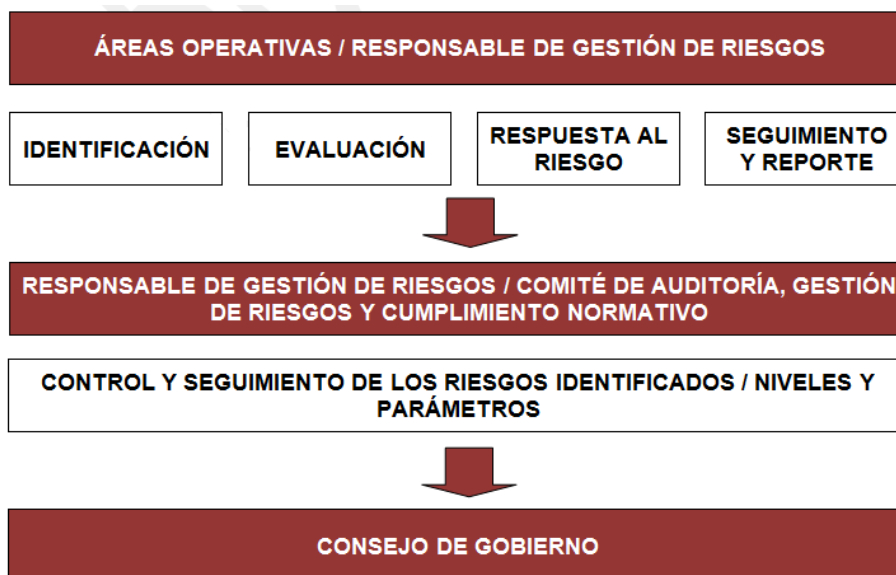 ÁREAS OPERATIVAS / RESPONSABLE DE GESTIÓN DE RIESGOS
IDENTIFICACIÓN
EVALUACIÓN
RESPUESTA AL
RIESGO
SEGUIMIENTO
Y REPORTE
RESPONSABLE DE GESTIÓN DE RIESGOS / COMITÉ DE AUDITORÍA, GESTIÓN
DE RIESGOS Y CUMPLIMIENTO NORMATIVO
CONTROL Y SEGUIMIENTO DE LOS RIESGOS IDENTIFICADOS / NIVELES Y
PARÁMETROS
CONSEJO DE GOBIERNO